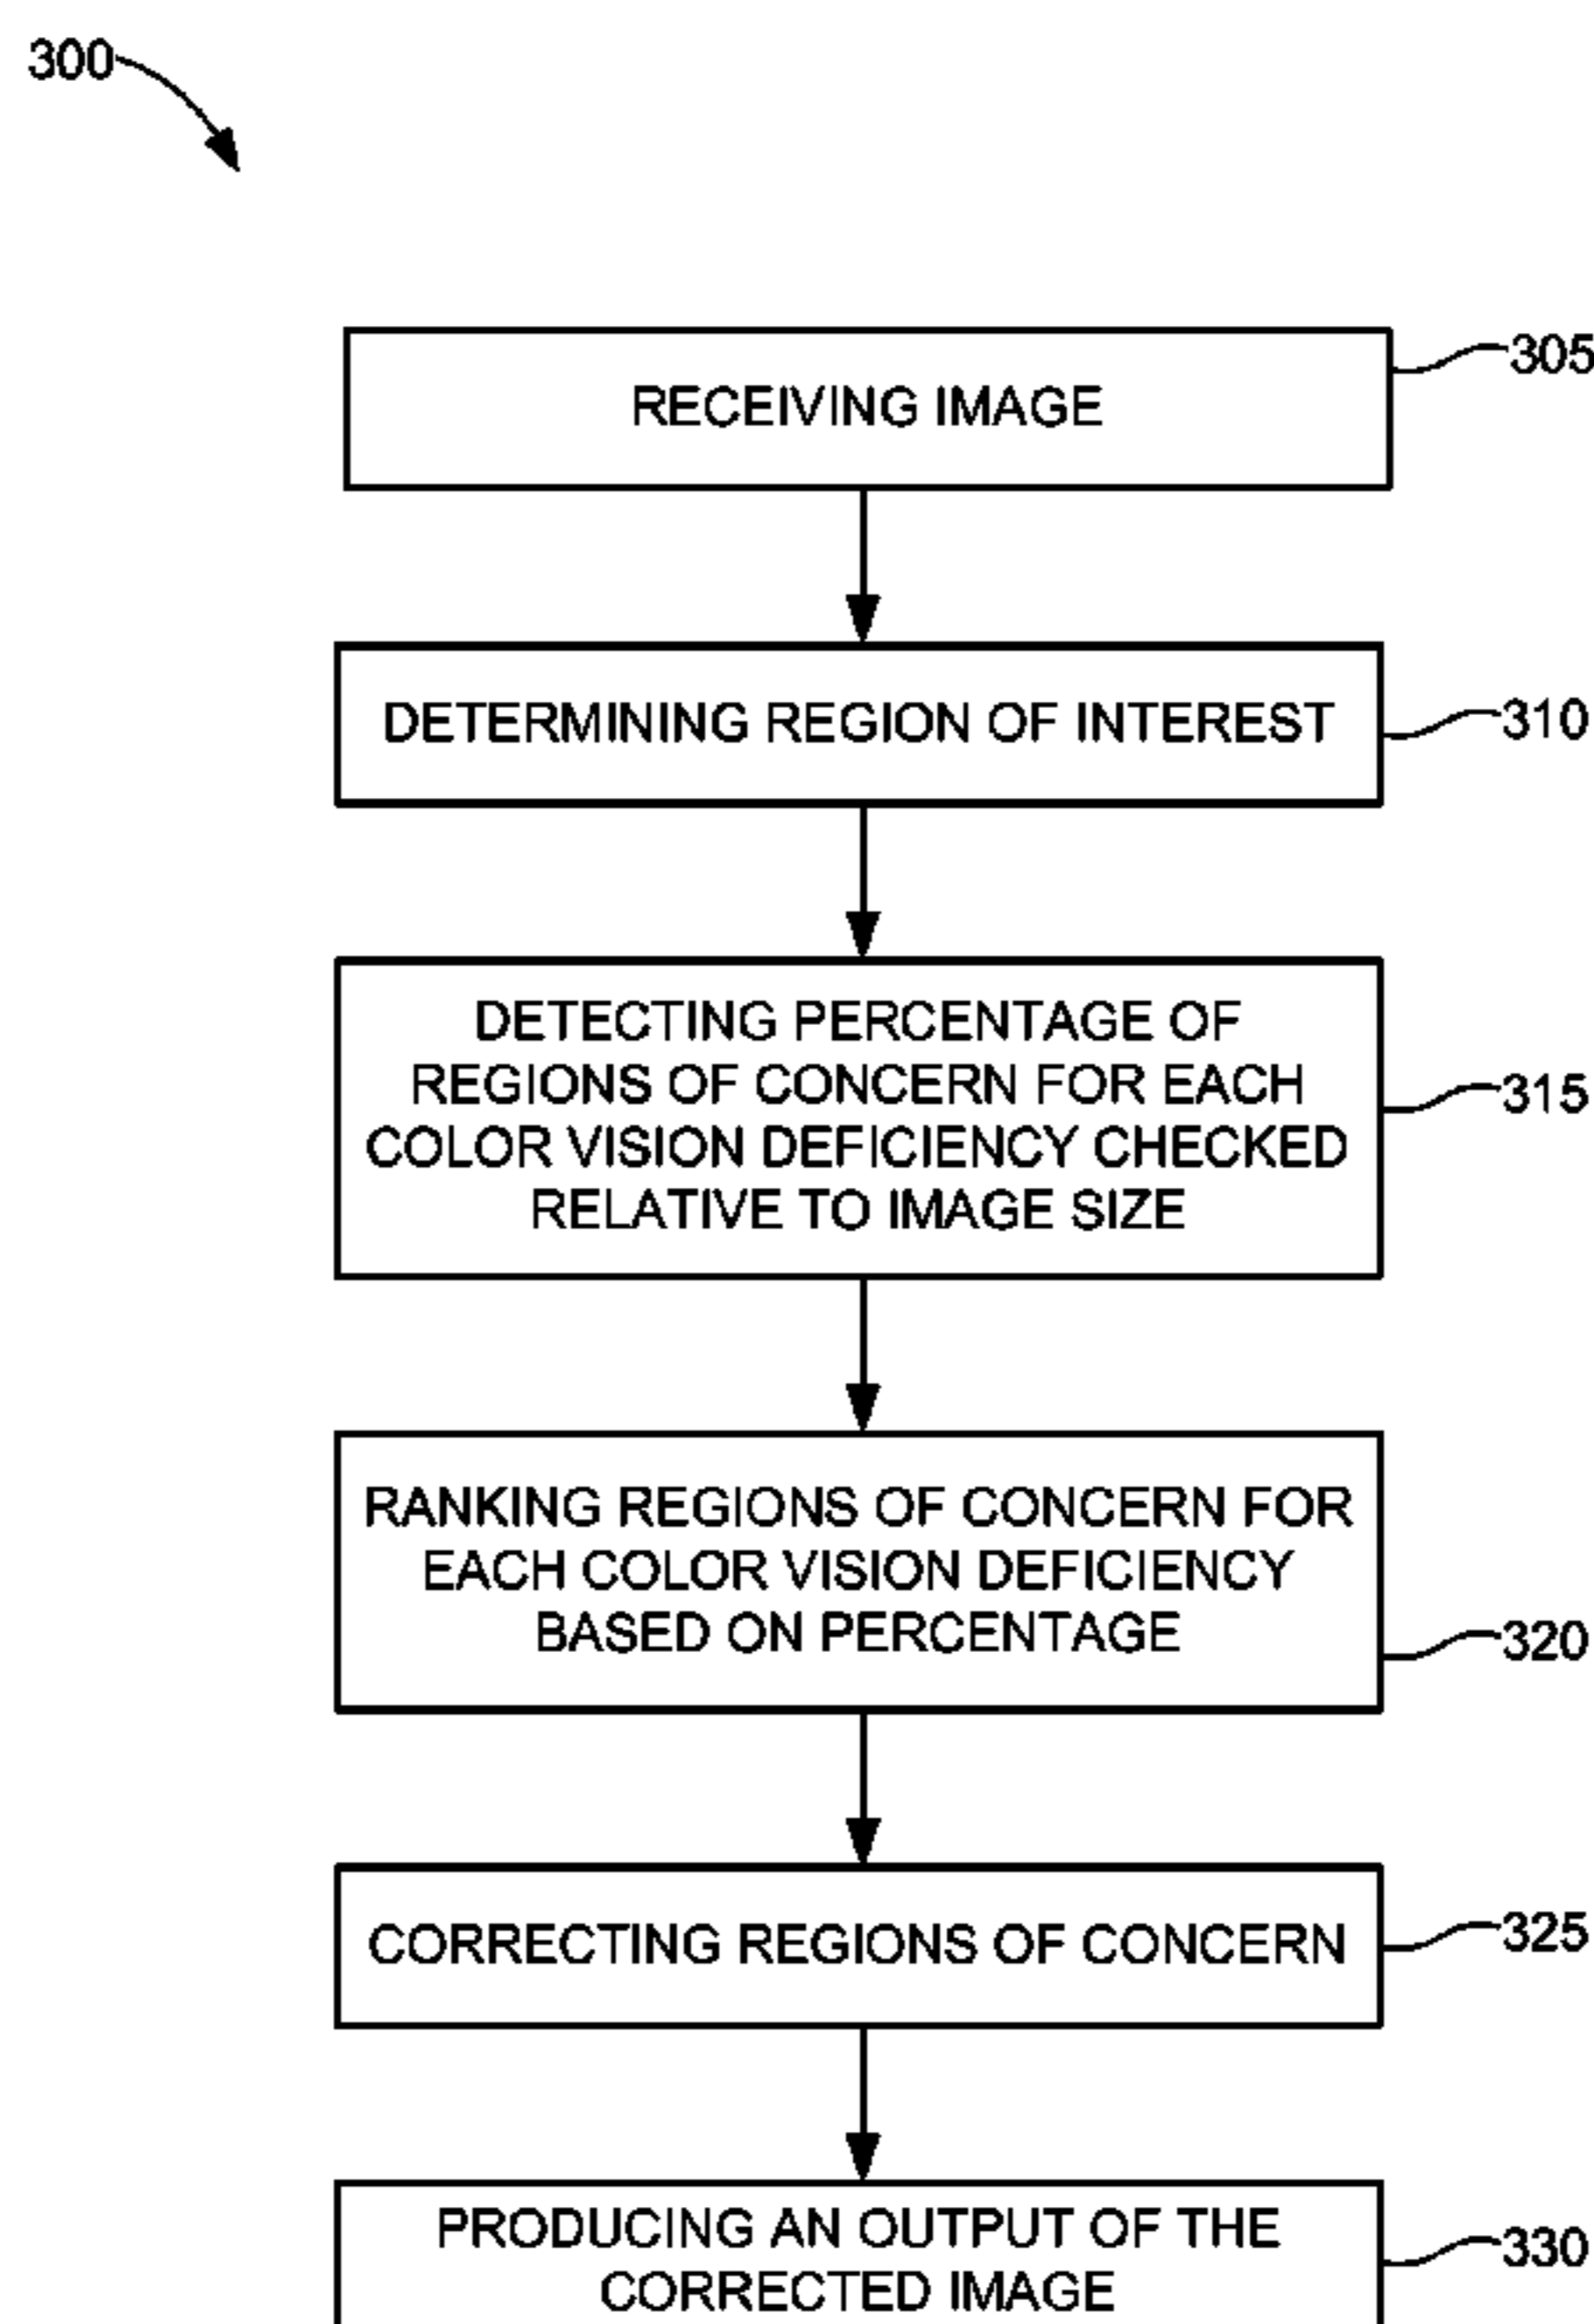 300
RECEIVING IMAGE
305
DETERMINING REGION OF INTEREST
310
DETECTING PERCENTAGE OF
REGIONS OF CONCERN FOR EACH
COLOR VISION DEFICIENCY CHECKED
RELATIVE TO IMAGE SIZE
315
RANKING REGIONS OF CONCERN FOR
EACH COLOR VISION DEFICIENCY
BASED ON PERCENTAGE
320
CORRECTING REGIONS OF CONCERN
325
PRODUCING AN OUTPUT OF THE
CORRECTED IMAGE
330